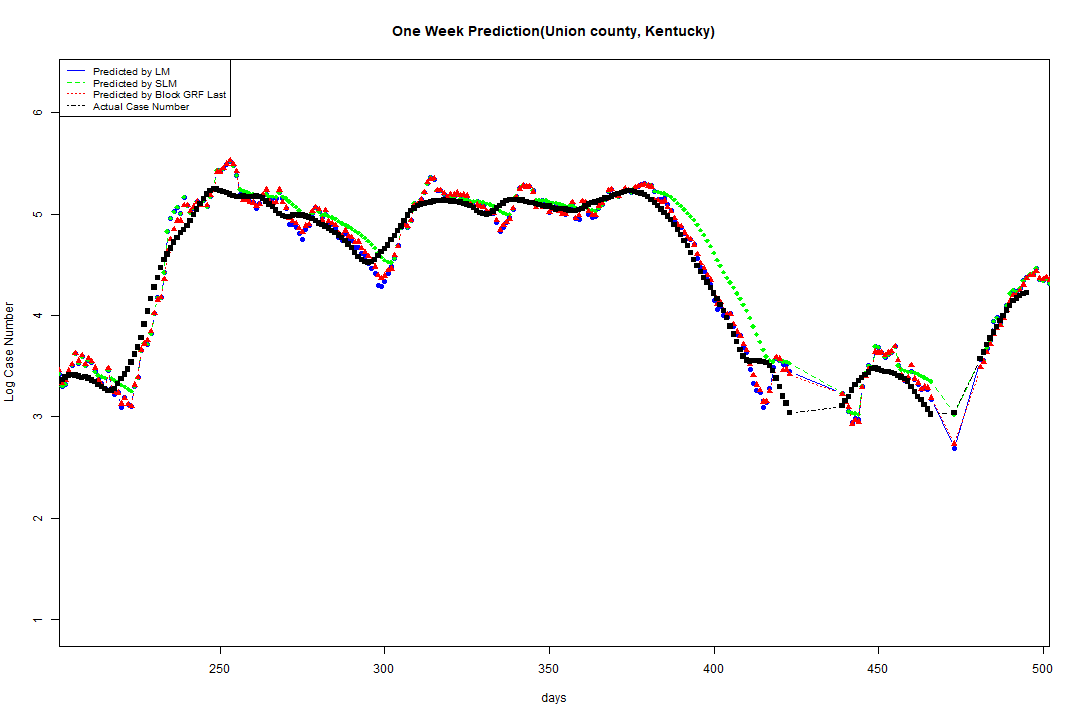 One Week Prediction(Union county, Kentucky)
Predicted by LM
Predicted by SLM
Predicted by Block GRF Last
Actual Case Number
6
5
4
3
2
1
Log Case Number
250 300 350 400 450 500
days